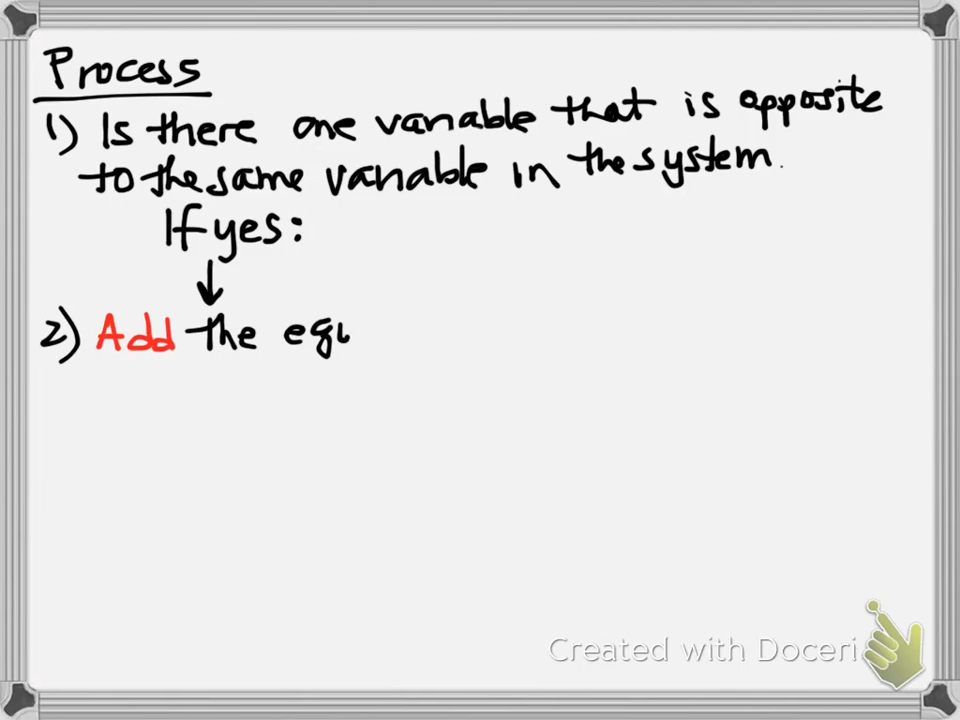 Process
1) Is there one variable that is opposite
to the same variable in the system.
If yes:
2) Add the equ
Created with Doceri